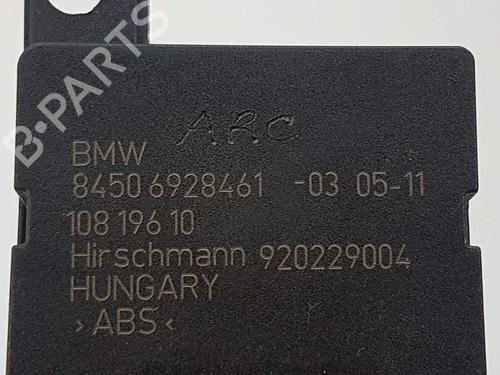 B-PARTS
ARC
BMW
8450 6928461 -03 05-11
108 196 10
Hirschmann 920229004
HUNGARY
>ABS<